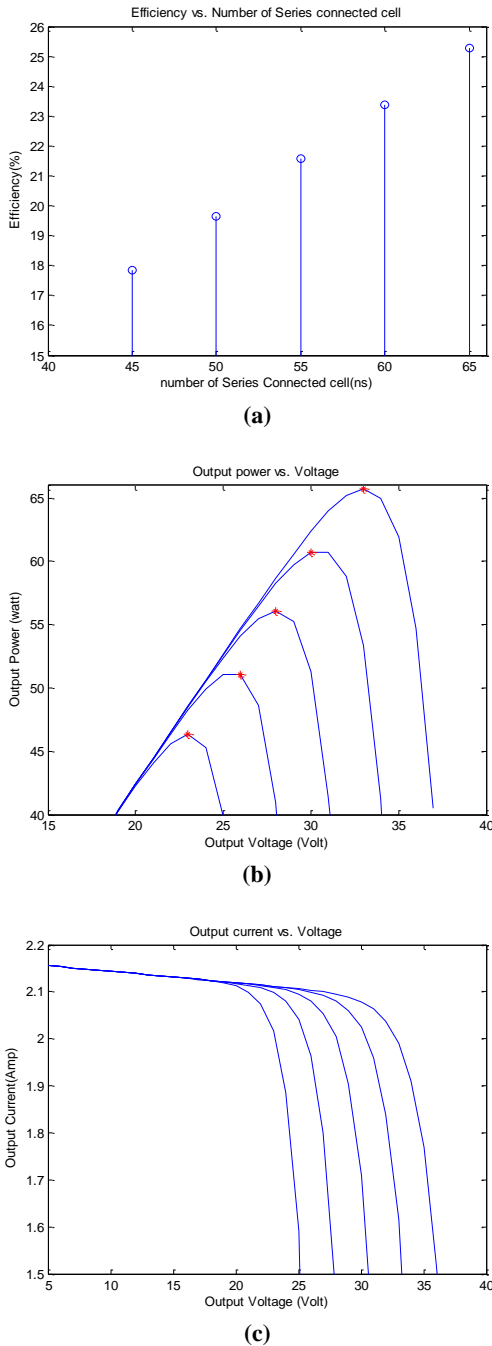 Efficiency vs. Number of Series connected cell
26
25
24
23
22
21
20
19
18
17
16
15
Efficiency(%)
40 45 50 55 60 65
number of Series Connected cell(ns)
(a)
Output power vs. Voltage
65
60
55
50
45
40
Output Power (watt)
15 20 25 30 35 40
Output Voltage (Volt)
(b)
Output current vs. Voltage
2.2
2.1
2
1.9
1.8
1.7
1.6
1.5
Output Current(Amp)
5 10 15 20 25 30 35 40
Output Voltage (Volt)
(c)